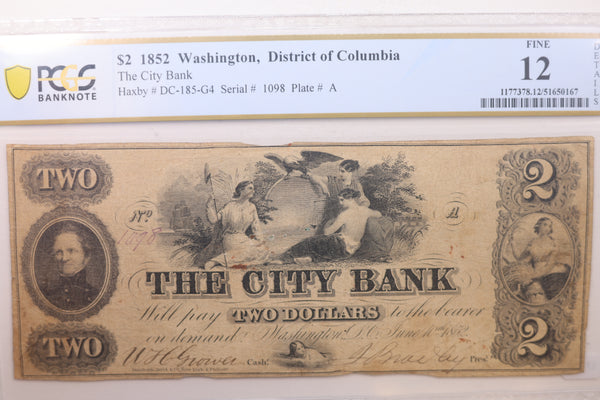 $2 1852 Washington, District of Columbia
The City Bank
Haxby # DC-185-G4 Serial # 1098 Plate # A
PCGS
BANKNOTE
FINE
12
DETAILS
1177378.12/51650167
TWO
2
No
A
1098
THE CITY BANK
Will pay TWO DOLLARS to the bearer
on demand. Washington D.C. June 1852
TWO
Cash.
Pres.
2